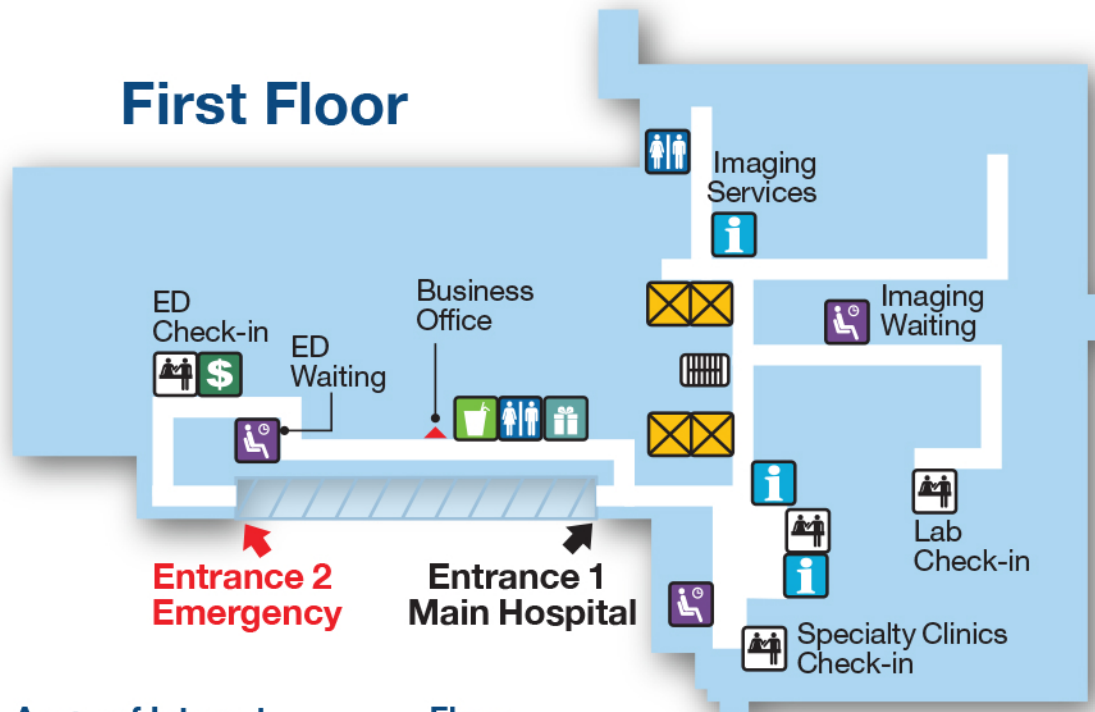 First Floor
Imaging
Services
ED
Check-in
$
ED
Waiting
Business
Office
Imaging
Waiting
i
i
i
Lab
Check-in
Entrance 2
Emergency
Entrance 1
Main Hospital
Specialty Clinics
Check-in